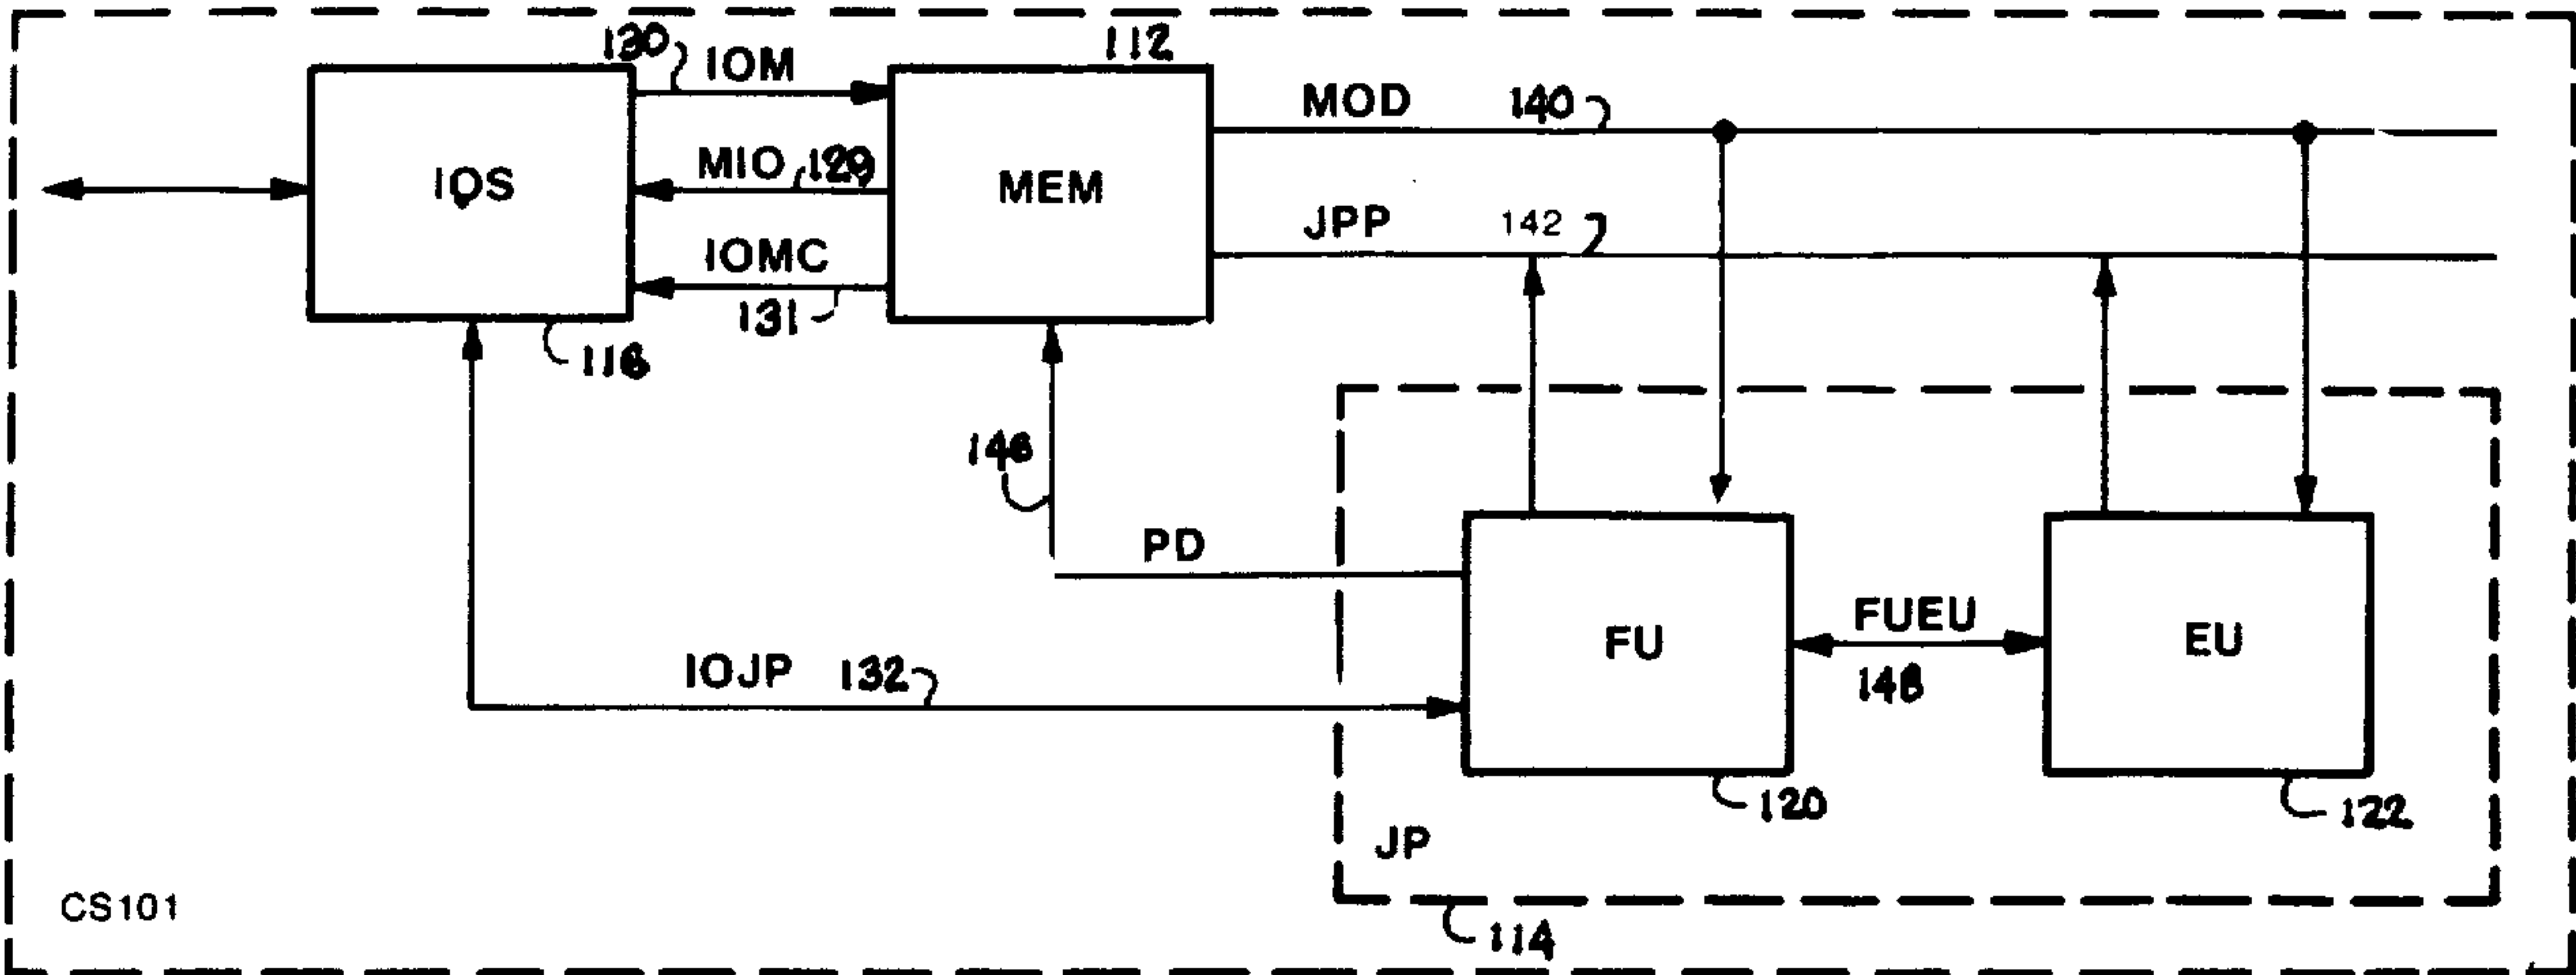 130
IOM
112
MOD
140
MIO
129
IOS
MEM
JPP
142
IOMC
131
116
146
PD
FUEU
FU
EU
IOJP
132
148
120
122
JP
CS101
114